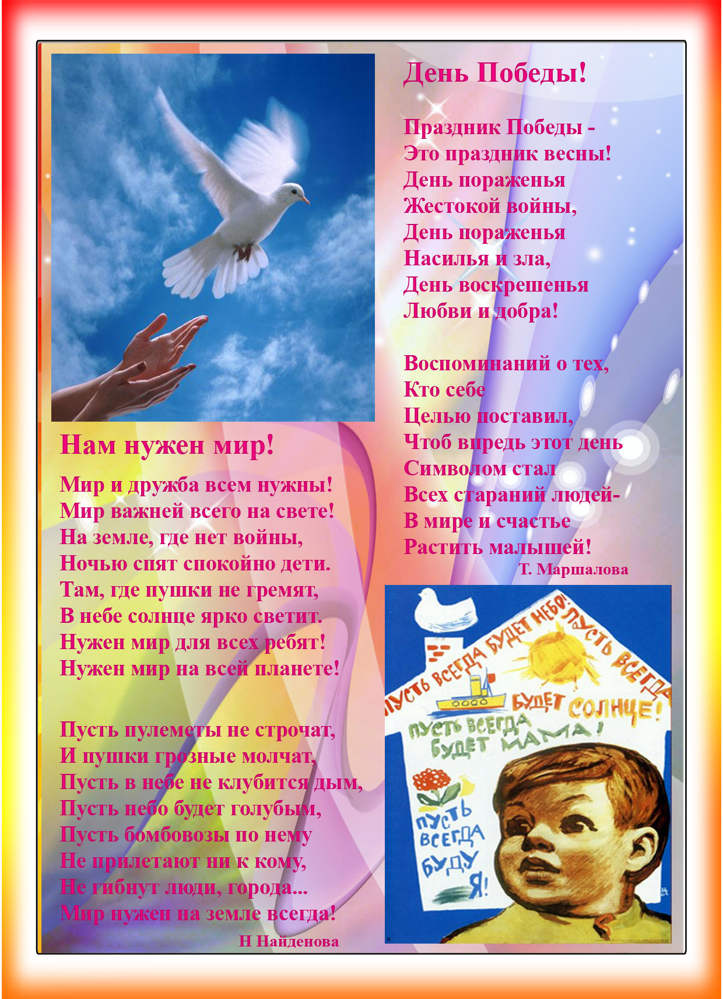 День Победы!
Праздник Победы -
Это праздник весны!
День пораженья
Жестокой войны,
День пораженья
Насилья и зла,
День воскрешенья
Любви и добра!
Воспоминаний о тех,
Кто себе
Целью поставил,
Чтоб впредь этот день
Символом стал
Всех стараний людей-
В мире и счастье
Растить малышей!
Т. Маршалова
Нам нужен мир!
Мир и дружба всем нужны!
Мир важней всего на свете!
На земле, где нет войны,
Ночью спят спокойно дети.
Там, где пушки не гремят,
В небе солнце ярко светит.
Нужен мир для всех ребят!
Нужен мир на всей планете!
Пусть пулеметы не строчат,
И пушки грозные молчат,
Пусть в небе не клубится дым,
Пусть небо будет голубым,
Пусть бомбовозы по нему
Не прилетают ни к кому,
Не гибнут люди, города...
Мир нужен на земле всегда!
Н Найденова
ПУСТЬ ВСЕГДА БУДЕТ НЕБО!
ПУСТЬ ВСЕГДА
БУДЕТ СОЛНЦЕ!
ПУСТЬ ВСЕГДА
БУДЕТ МАМА!
ПУСТЬ
ВСЕГДА
БУДУ
Я!